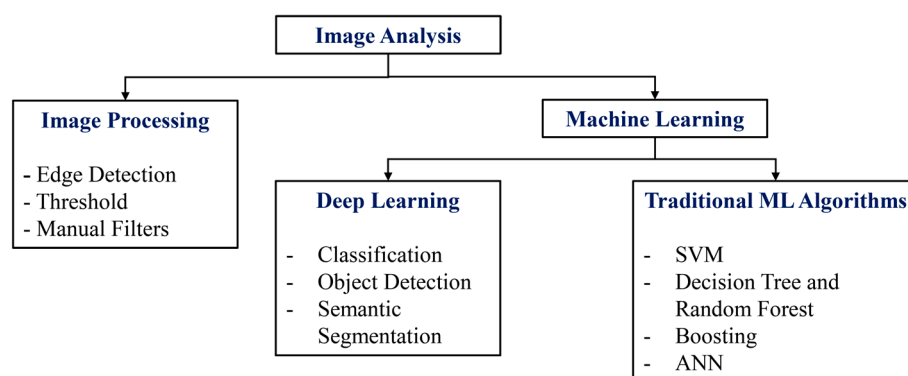 Image Analysis
Image Processing
- Edge Detection
- Threshold
- Manual Filters
Machine Learning
Deep Learning
- Classification
- Object Detection
- Semantic
Segmentation
Traditional ML Algorithms
- SVM
- Decision Tree and
Random Forest
- Boosting
- ANN